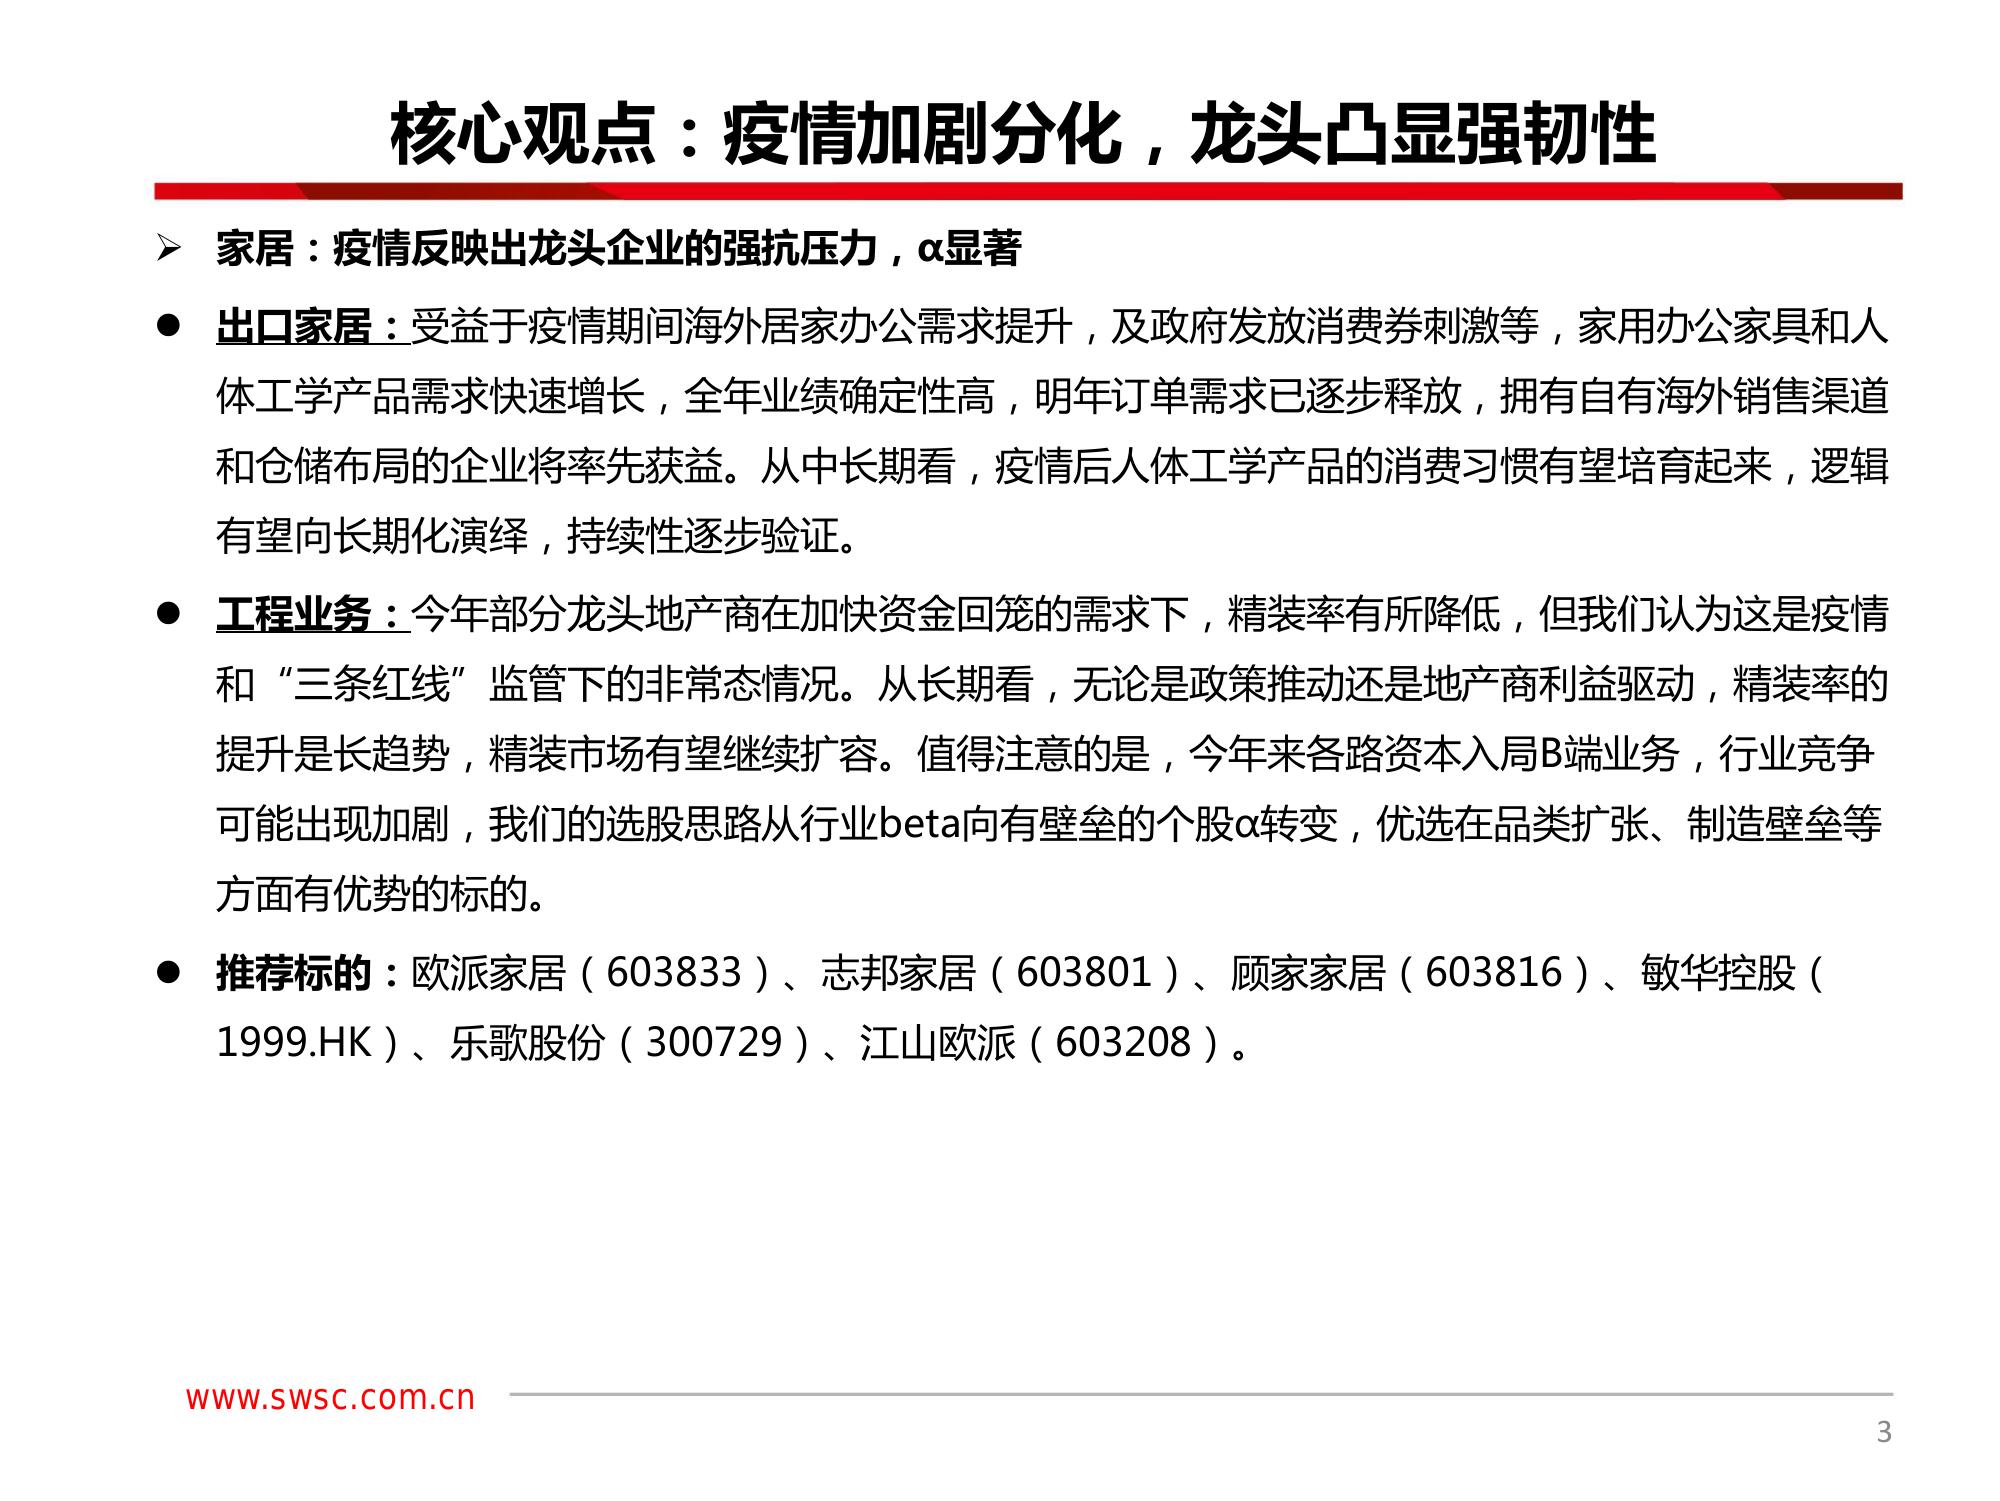 核心观点：疫情加剧分化，龙头凸显强韧性
➢ 家居：疫情反映出龙头企业的强抗压力，α显著
● 出口家居：受益于疫情期间海外居家办公需求提升，及政府发放消费券刺激等，家用办公家具和人
体工学产品需求快速增长，全年业绩确定性高，明年订单需求已逐步释放，拥有自有海外销售渠道
和仓储布局的企业将率先获益。从中长期看，疫情后人体工学产品的消费习惯有望培育起来，逻辑
有望向长期化演绎，持续性逐步验证。
● 工程业务：今年部分龙头地产商在加快资金回笼的需求下，精装率有所降低，但我们认为这是疫情
和“三条红线”监管下的非常态情况。从长期看，无论是政策推动还是地产商利益驱动，精装率的
提升是长趋势，精装市场有望继续扩容。值得注意的是，今年来各路资本入局B端业务，行业竞争
可能出现加剧，我们的选股思路从行业beta向有壁垒的个股α转变，优选在品类扩张、制造壁垒等
方面有优势的标的。
● 推荐标的：欧派家居（603833）、志邦家居（603801）、顾家家居（603816）、敏华控股（
1999.HK）、乐歌股份（300729）、江山欧派（603208）。
www.swsc.com.cn
3